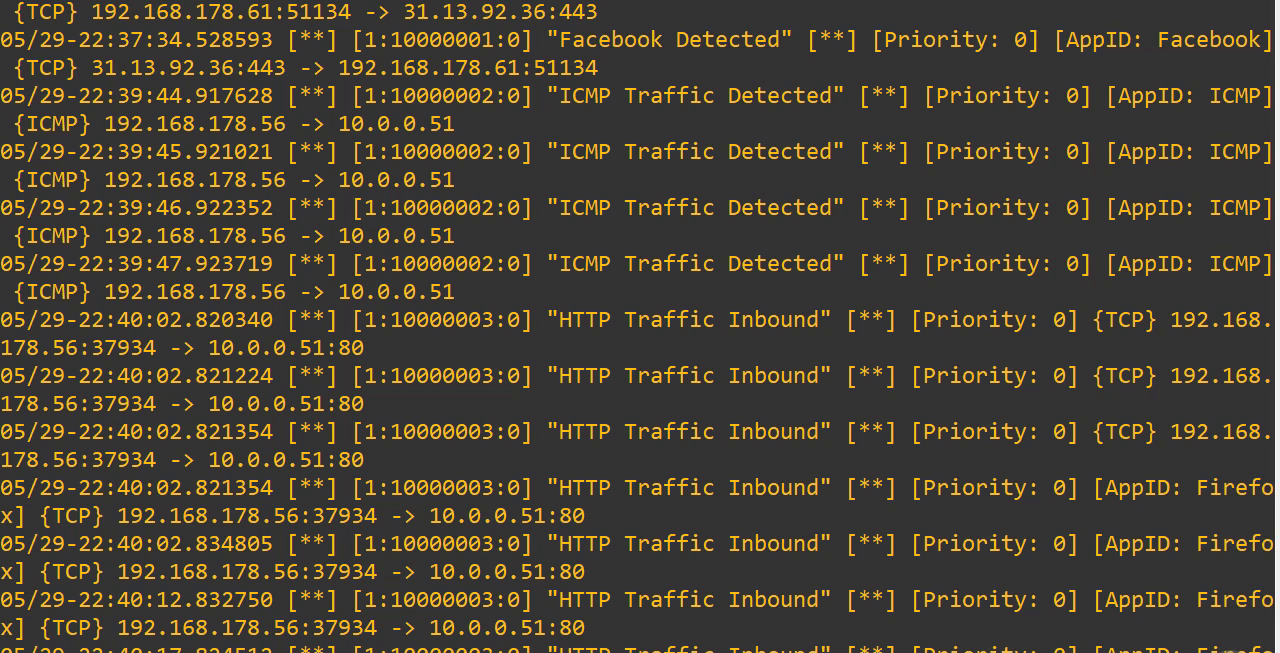 {TCP} 192.168.178.61:51134 -> 31.13.92.36:443
05/29-22:37:34.528593 [**] [1:10000001:0] "Facebook Detected" [**] [Priority: 0] [AppID: Facebook]
{TCP} 31.13.92.36:443 -> 192.168.178.61:51134
05/29-22:39:44.917628 [**] [1:10000002:0] "ICMP Traffic Detected" [**] [Priority: 0] [AppID: ICMP]
{ICMP} 192.168.178.56 -> 10.0.0.51
05/29-22:39:45.921021 [**] [1:10000002:0] "ICMP Traffic Detected" [**] [Priority: 0] [AppID: ICMP]
{ICMP} 192.168.178.56 -> 10.0.0.51
05/29-22:39:46.922352 [**] [1:10000002:0] "ICMP Traffic Detected" [**] [Priority: 0] [AppID: ICMP]
{ICMP} 192.168.178.56 -> 10.0.0.51
05/29-22:39:47.923719 [**] [1:10000002:0] "ICMP Traffic Detected" [**] [Priority: 0] [AppID: ICMP]
{ICMP} 192.168.178.56 -> 10.0.0.51
05/29-22:40:02.820340 [**] [1:10000003:0] "HTTP Traffic Inbound" [**] [Priority: 0] {TCP} 192.168.
178.56:37934 -> 10.0.0.51:80
05/29-22:40:02.821224 [**] [1:10000003:0] "HTTP Traffic Inbound" [**] [Priority: 0] {TCP} 192.168.
178.56:37934 -> 10.0.0.51:80
05/29-22:40:02.821354 [**] [1:10000003:0] "HTTP Traffic Inbound" [**] [Priority: 0] {TCP} 192.168.
178.56:37934 -> 10.0.0.51:80
05/29-22:40:02.821354 [**] [1:10000003:0] "HTTP Traffic Inbound" [**] [Priority: 0] [AppID: Firefo
x] {TCP} 192.168.178.56:37934 -> 10.0.0.51:80
05/29-22:40:02.834805 [**] [1:10000003:0] "HTTP Traffic Inbound" [**] [Priority: 0] [AppID: Firefo
x] {TCP} 192.168.178.56:37934 -> 10.0.0.51:80
05/29-22:40:12.832750 [**] [1:10000003:0] "HTTP Traffic Inbound" [**] [Priority: 0] [AppID: Firefo
x] {TCP} 192.168.178.56:37934 -> 10.0.0.51:80
[**] "HTTP Traffic Inbound" [**] [Priority: 0] [AppID: Firefo